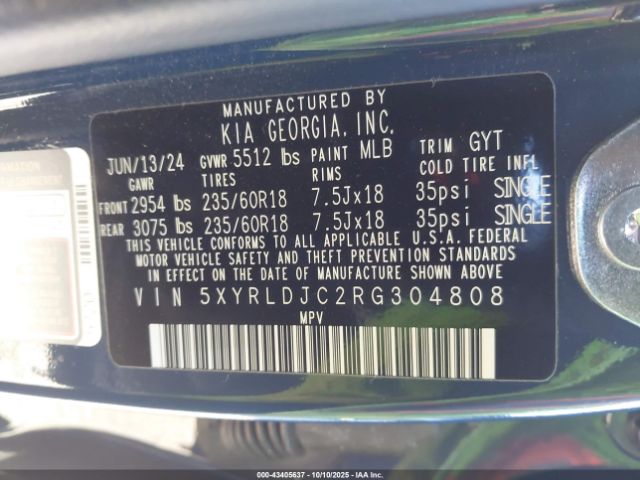 MANUFACTURED BY
KIA GEORGIA, INC.
JUN/13/24 GVWR 5512 lbs PAINT MLB TRIM GYT
GAWR TIRES RIMS COLD TIRE INFL
FRONT 2954 lbs 235/60R18 7.5Jx18 35psi SINGLE
REAR 3075 lbs 235/60R18 7.5Jx18 35psi SINGLE
THIS VEHICLE CONFORMS TO ALL APPLICABLE U.S.A. FEDERAL
MOTOR VEHICLE SAFETY AND THEFT PREVENTION STANDARDS
IN EFFECT ON THE DATE OF MANUFACTURE SHOWN ABOVE
VIN 5XYRLDJC2RG304808
MPV
000-43405637 - 10/10/2025 - IAA Inc.